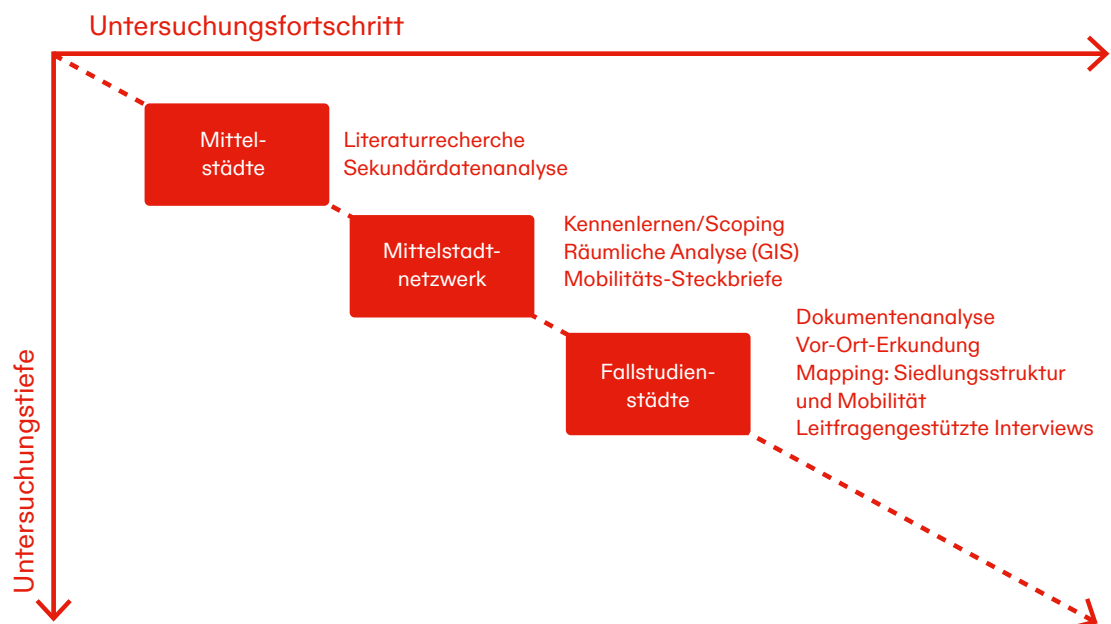 Untersuchungsfortschritt
Mittel-
städte
Literaturrecherche
Sekundärdatenanalyse
Mittelstadt-
netzwerk
Kennenlernen/Scoping
Räumliche Analyse (GIS)
Mobilitäts-Steckbriefe
Fallstudien-
städte
Dokumentenanalyse
Vor-Ort-Erkundung
Mapping: Siedlungsstruktur
und Mobilität
Leitfragengestützte Interviews
Untersuchungstiefe